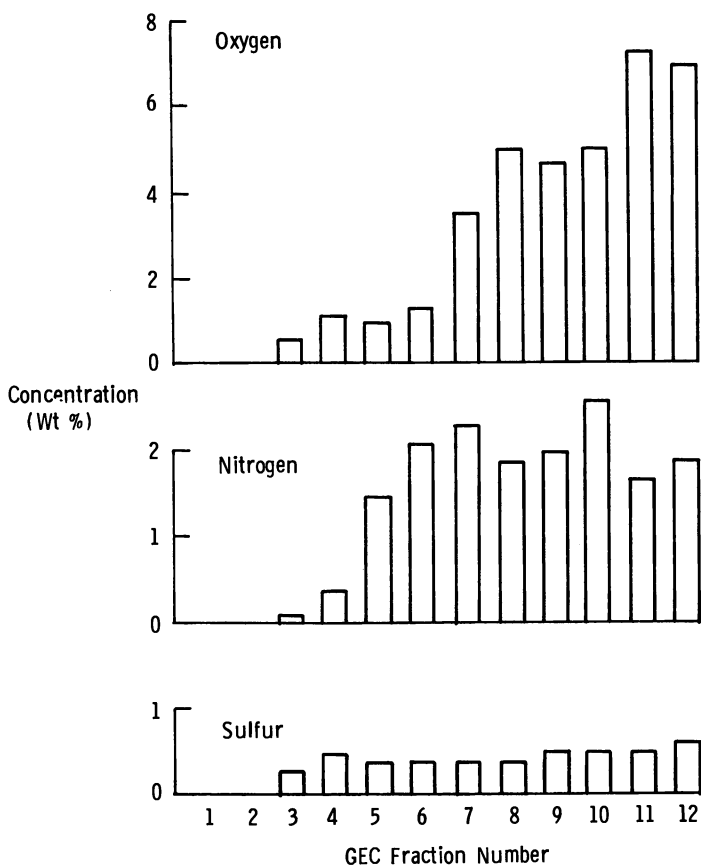 8
Oxygen
6
4
2
0
Concentration
(Wt %)
2
Nitrogen
1
0
1
Sulfur
0
1 2 3 4 5 6 7 8 9 10 11 12
GEC Fraction Number